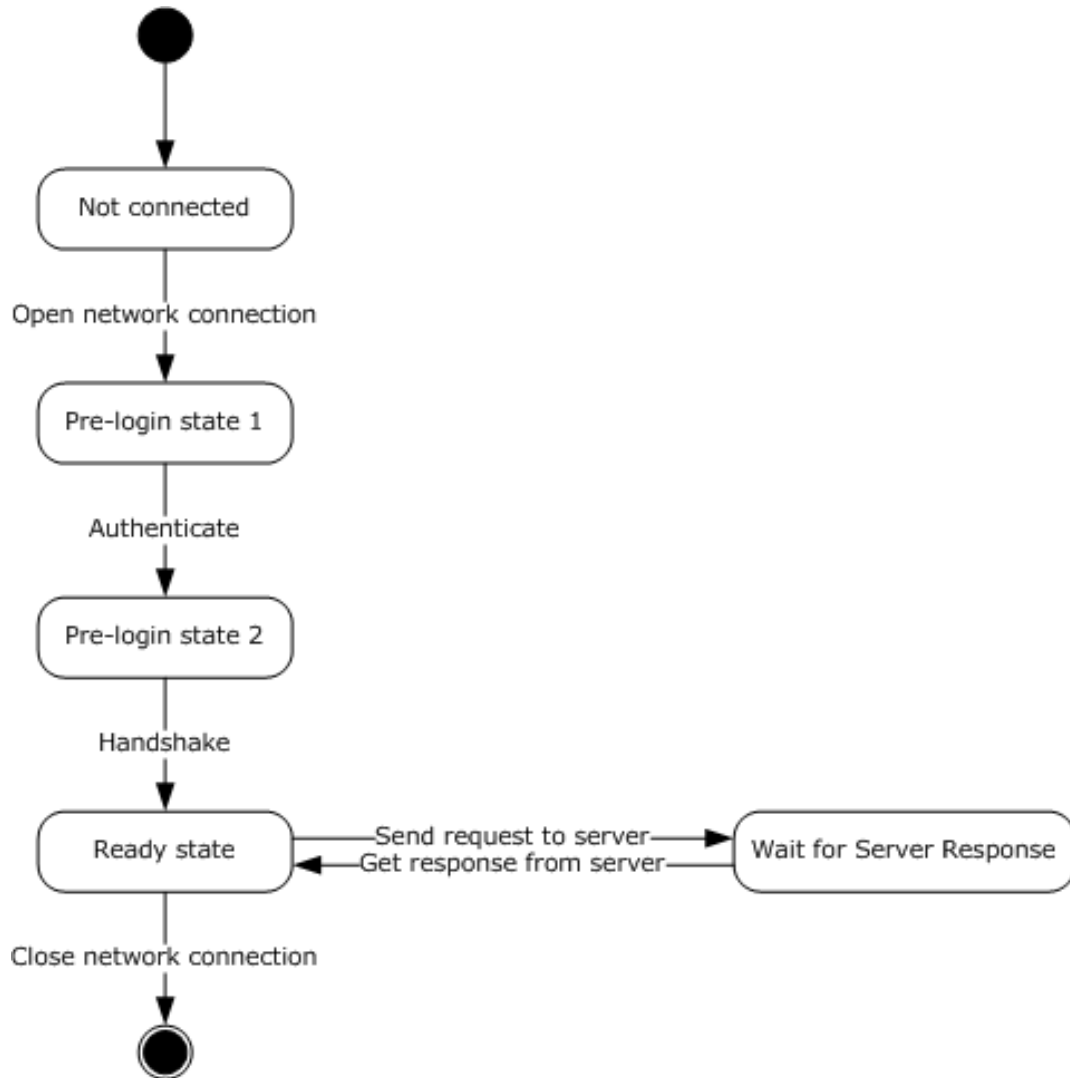 Not connected
Open network connection
Pre-login state 1
Authenticate
Pre-login state 2
Handshake
Ready state
Send request to server
Get response from server
Wait for Server Response
Close network connection